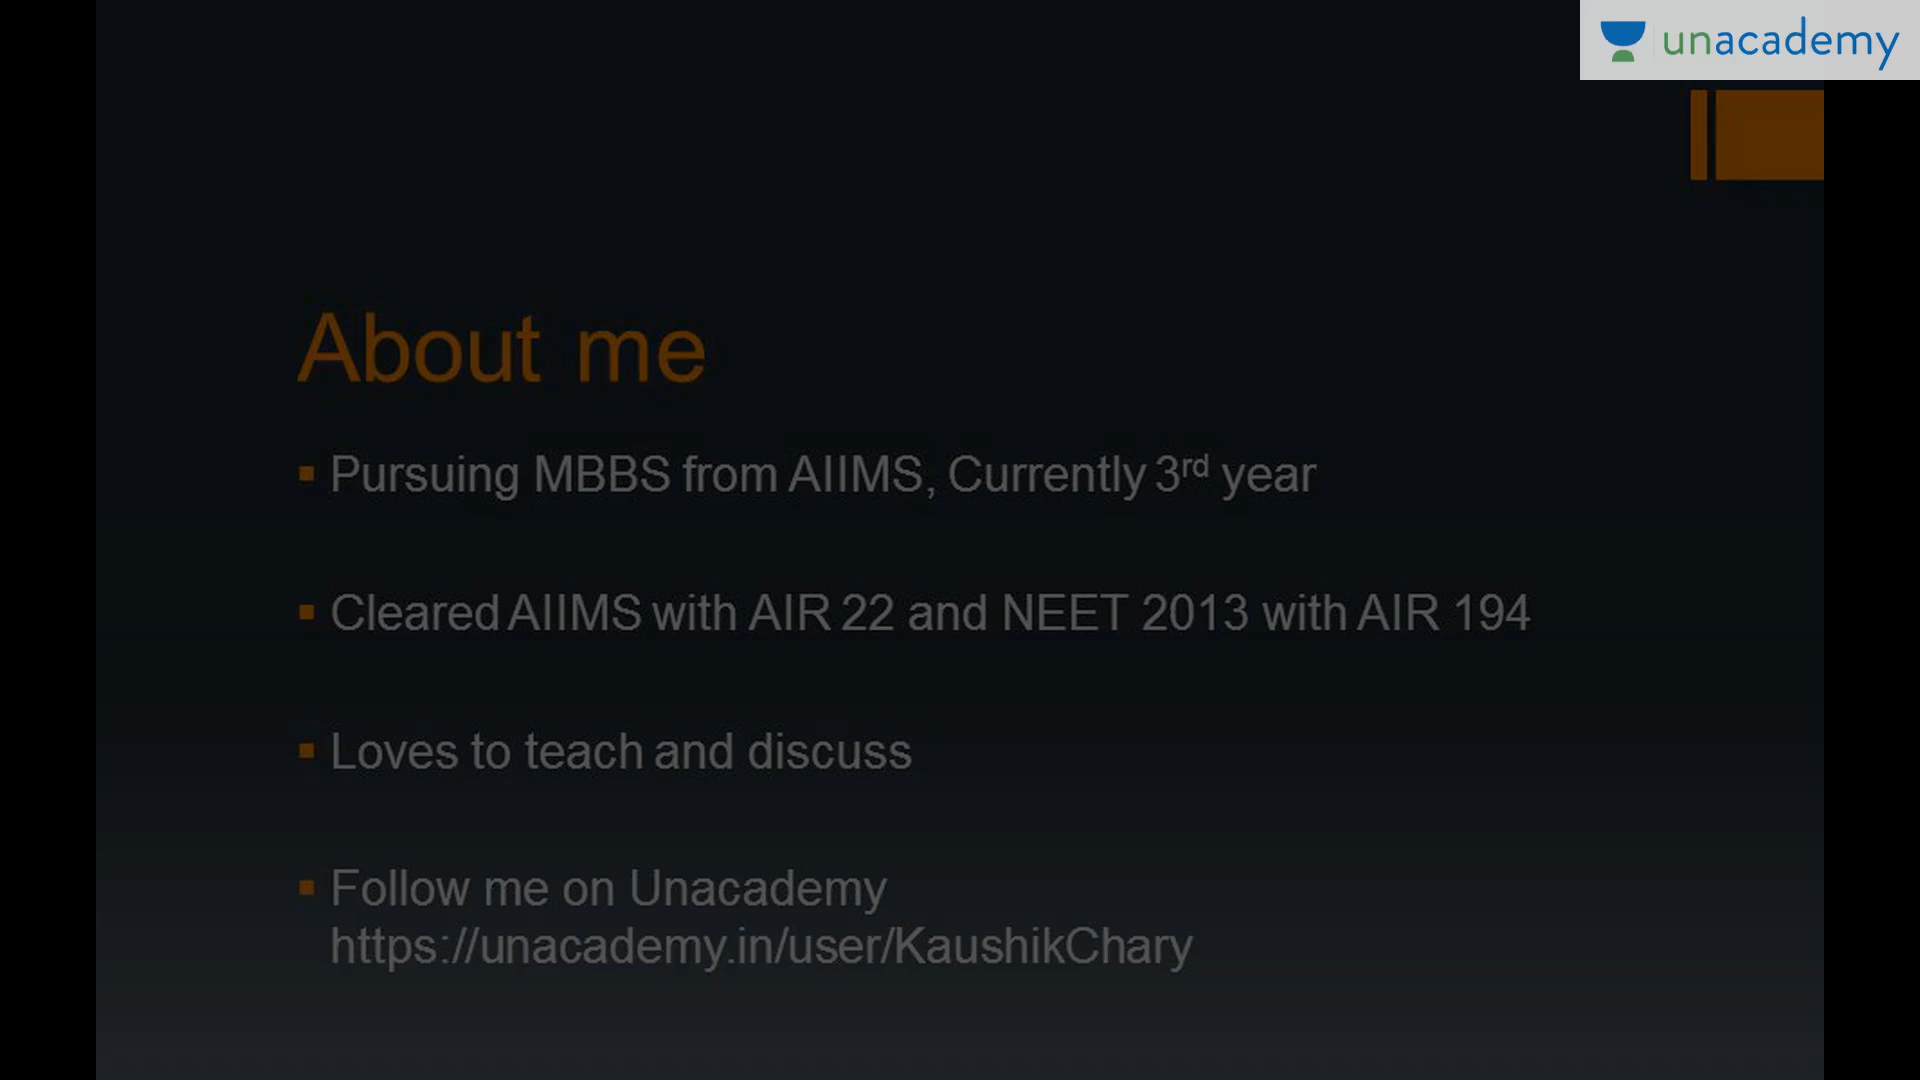 unacademy
About me
Pursuing MBBS from AIIMS, Currently 3rd year
Cleared AIIMS with AIR 22 and NEET 2013 with AIR 194
Loves to teach and discuss
Follow me on Unacademy
https://unacademy.in/user/KaushikChary